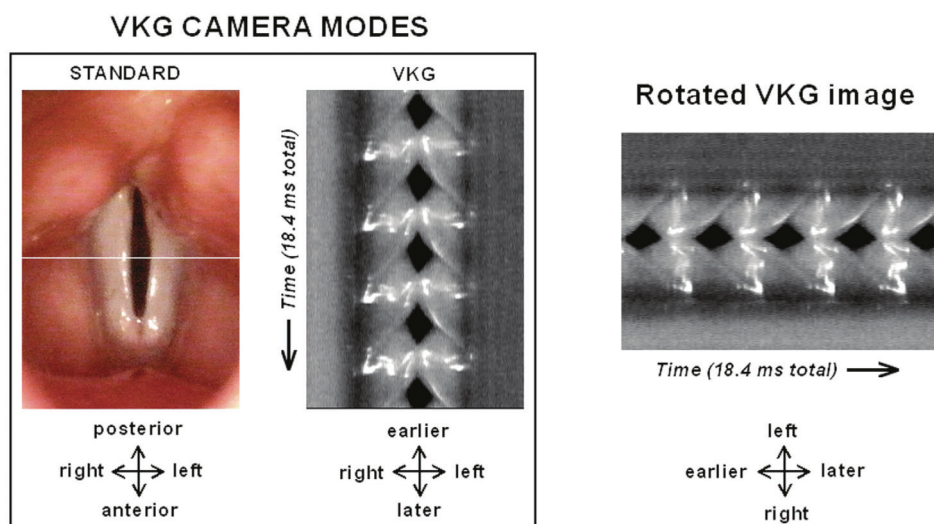 VKG CAMERA MODES
STANDARD
VKG
Time (18.4 ms total)
posterior
right left
anterior
earlier
right left
later
Rotated VKG image
Time (18.4 ms total)
left
earlier later
right